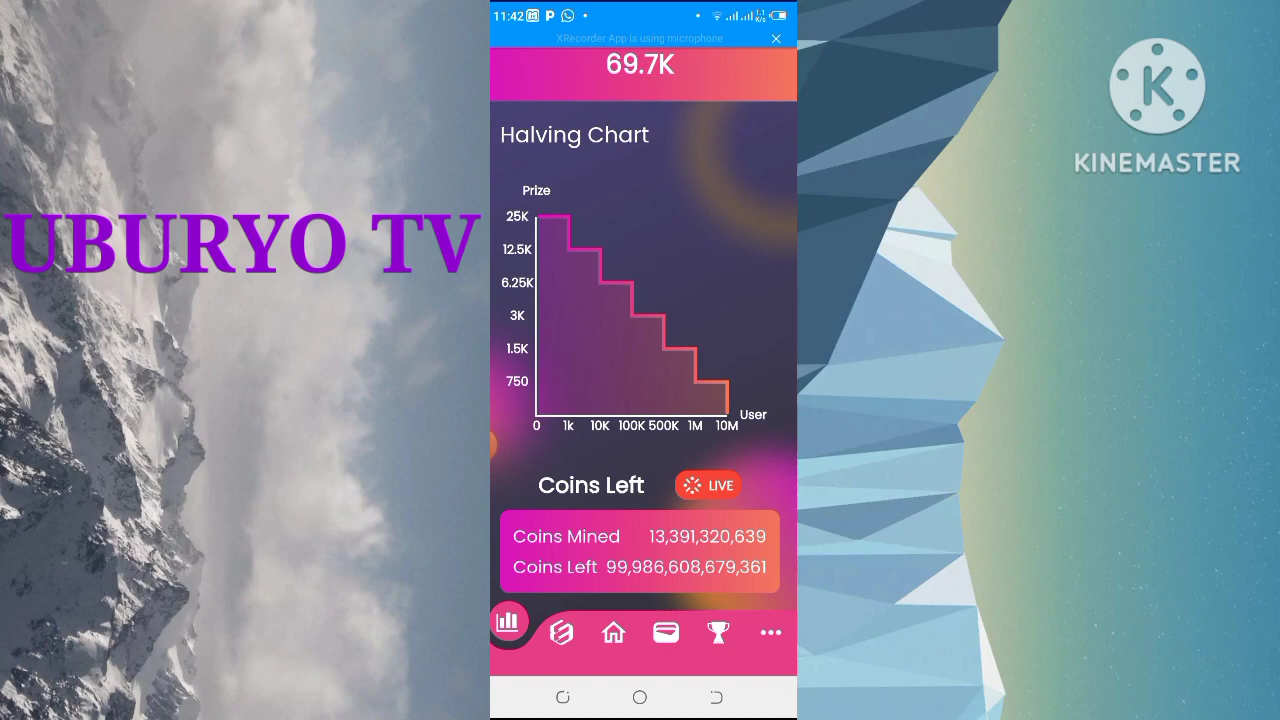 11:42 P 1.1 K/s
XRecorder App is using microphone
69.7K
UBURYO TV
K
KINEMASTER
Halving Chart
Prize
25K
12.5K
6.25K
3K
1.5K
750
User
0 1k 10K 100K 500K 1M 10M
Coins Left LIVE
Coins Mined 13,391,320,639
Coins Left 99,986,608,679,361